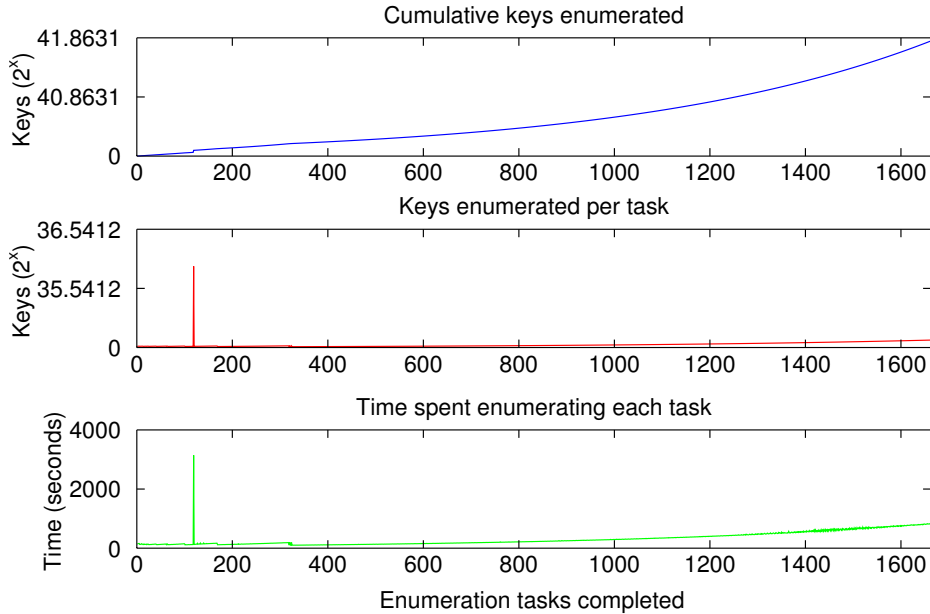 Cumulative keys enumerated
Keys (2^x)
41.8631
40.8631
0
0 200 400 600 800 1000 1200 1400 1600
Keys enumerated per task
Keys (2^x)
36.5412
35.5412
0
0 200 400 600 800 1000 1200 1400 1600
Time spent enumerating each task
Time (seconds)
4000
2000
0
0 200 400 600 800 1000 1200 1400 1600
Enumeration tasks completed